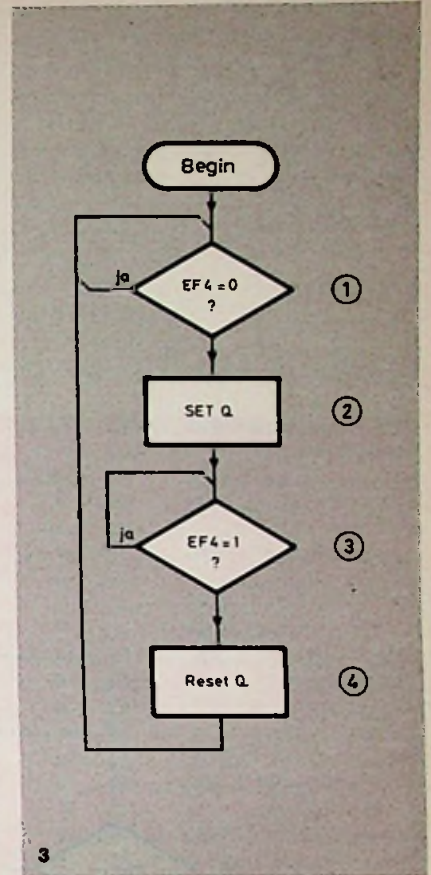 Begin
ja
EF4=0
?
①
SET Q
②
ja
EF4=1
?
③
Reset Q
④
3